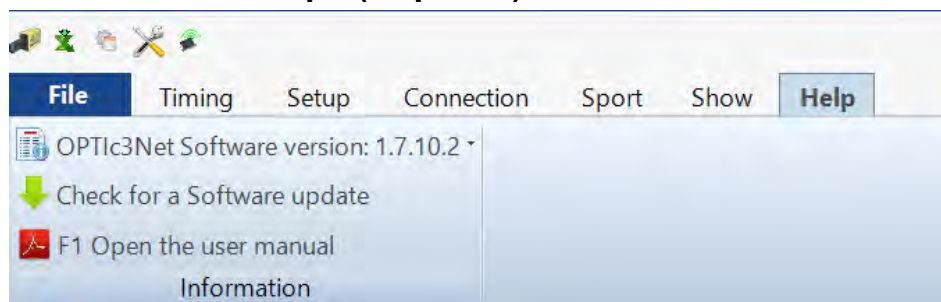 File Timing Setup Connection Sport Show Help
OPTIc3Net Software version: 1.7.10.2
Check for a Software update
F1 Open the user manual
Information